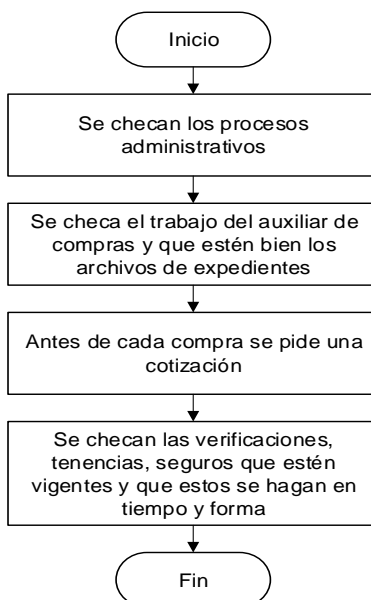 Inicio
Se checan los procesos
administrativos
Se checa el trabajo del auxiliar de
compras y que estén bien los
archivos de expedientes
Antes de cada compra se pide una
cotización
Se checan las verificaciones,
tenencias, seguros que estén
vigentes y que estos se hagan en
tiempo y forma
Fin